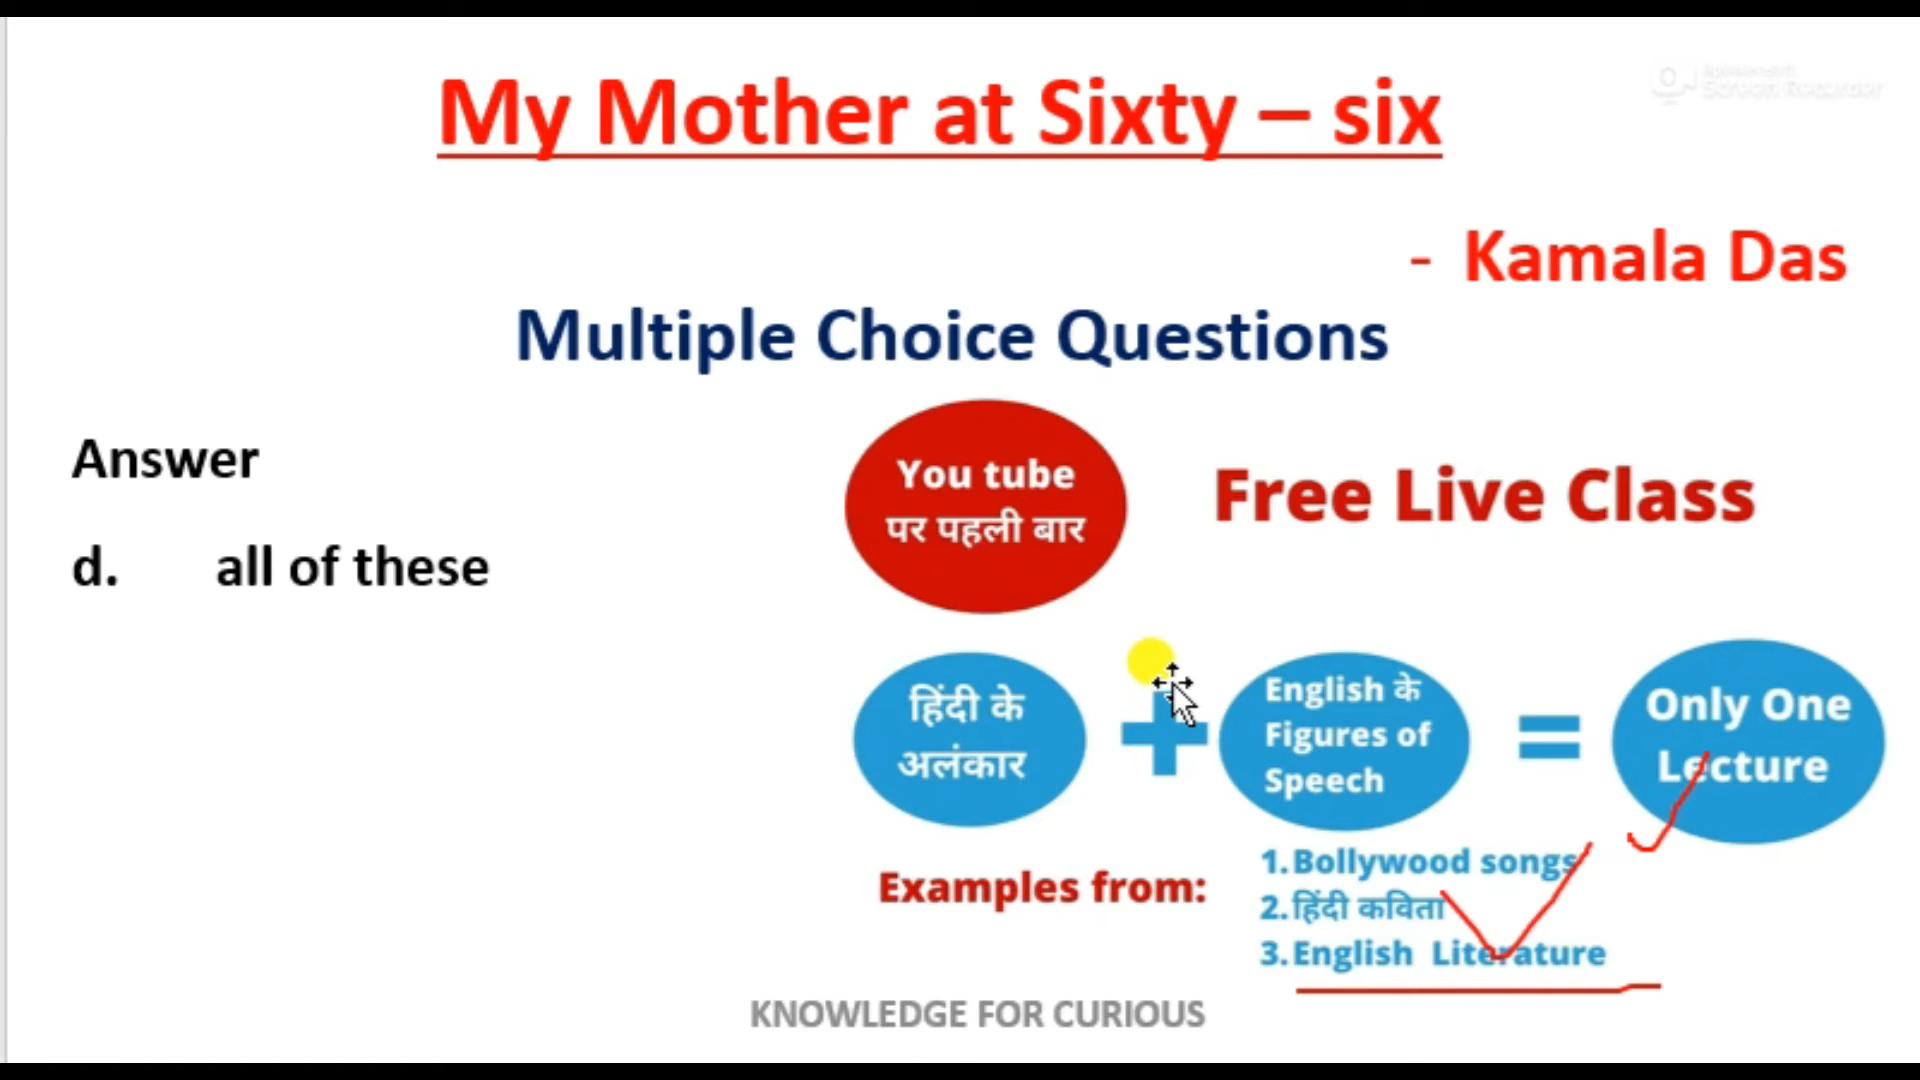 My Mother at Sixty – six
Screen Recorder
- Kamala Das
Multiple Choice Questions
Answer
d. all of these
You tube
पर पहली बार
Free Live Class
हिंदी के
अलंकार
+
English के
Figures of
Speech
=
Only One
Lecture
Examples from:
1.Bollywood songs
2.हिंदी कविता
3.English Literature
KNOWLEDGE FOR CURIOUS